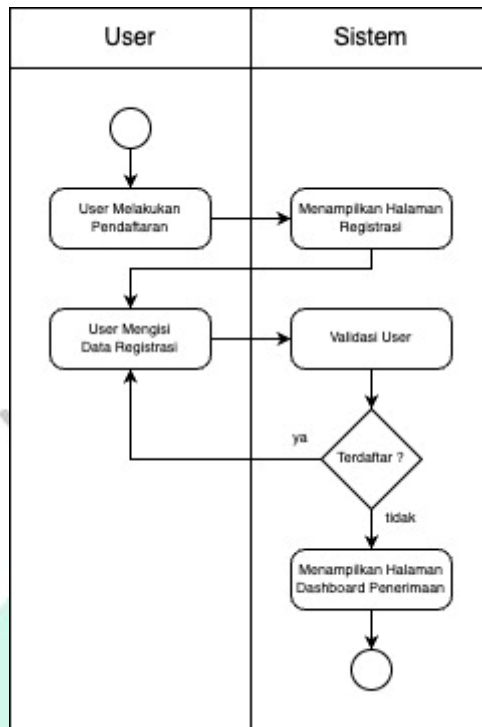 User
Sistem
User Melakukan
Pendaftaran
Menampilkan Halaman
Registrasi
User Mengisi
Data Registrasi
Validasi User
ya
Terdaftar ?
tidak
Menampilkan Halaman
Dashboard Penerimaan